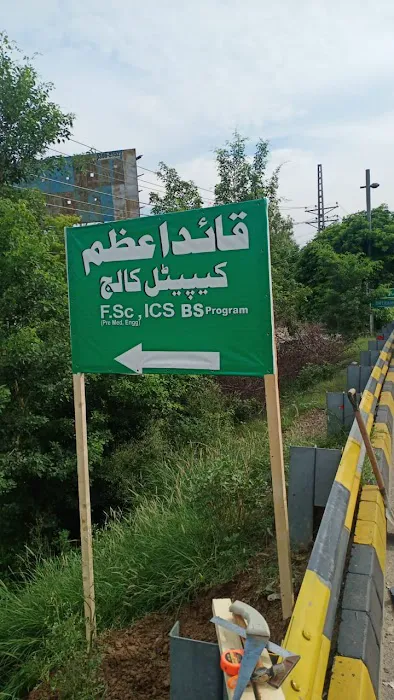 قائداعظم
کیپیٹل کالج
F.Sc, ICS BS Program
(Pre Med, Engg)